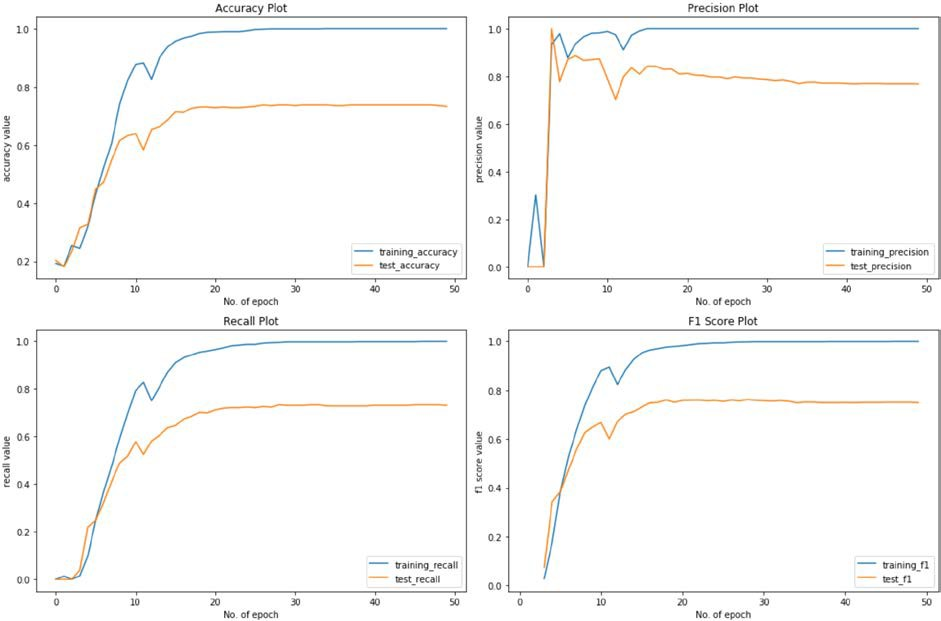 Accuracy Plot
accuracy value
1.0
0.8
0.6
0.4
0.2
training_accuracy
test_accuracy
0 10 20 30 40 50
No. of epoch
Precision Plot
precision value
1.0
0.8
0.6
0.4
0.2
0.0
training_precision
test_precision
0 10 20 30 40 50
No. of epoch
Recall Plot
recall value
1.0
0.8
0.6
0.4
0.2
0.0
training_recall
test_recall
0 10 20 30 40 50
No. of epoch
F1 Score Plot
f1 score value
1.0
0.8
0.6
0.4
0.2
0.0
training_f1
test_f1
0 10 20 30 40 50
No. of epoch